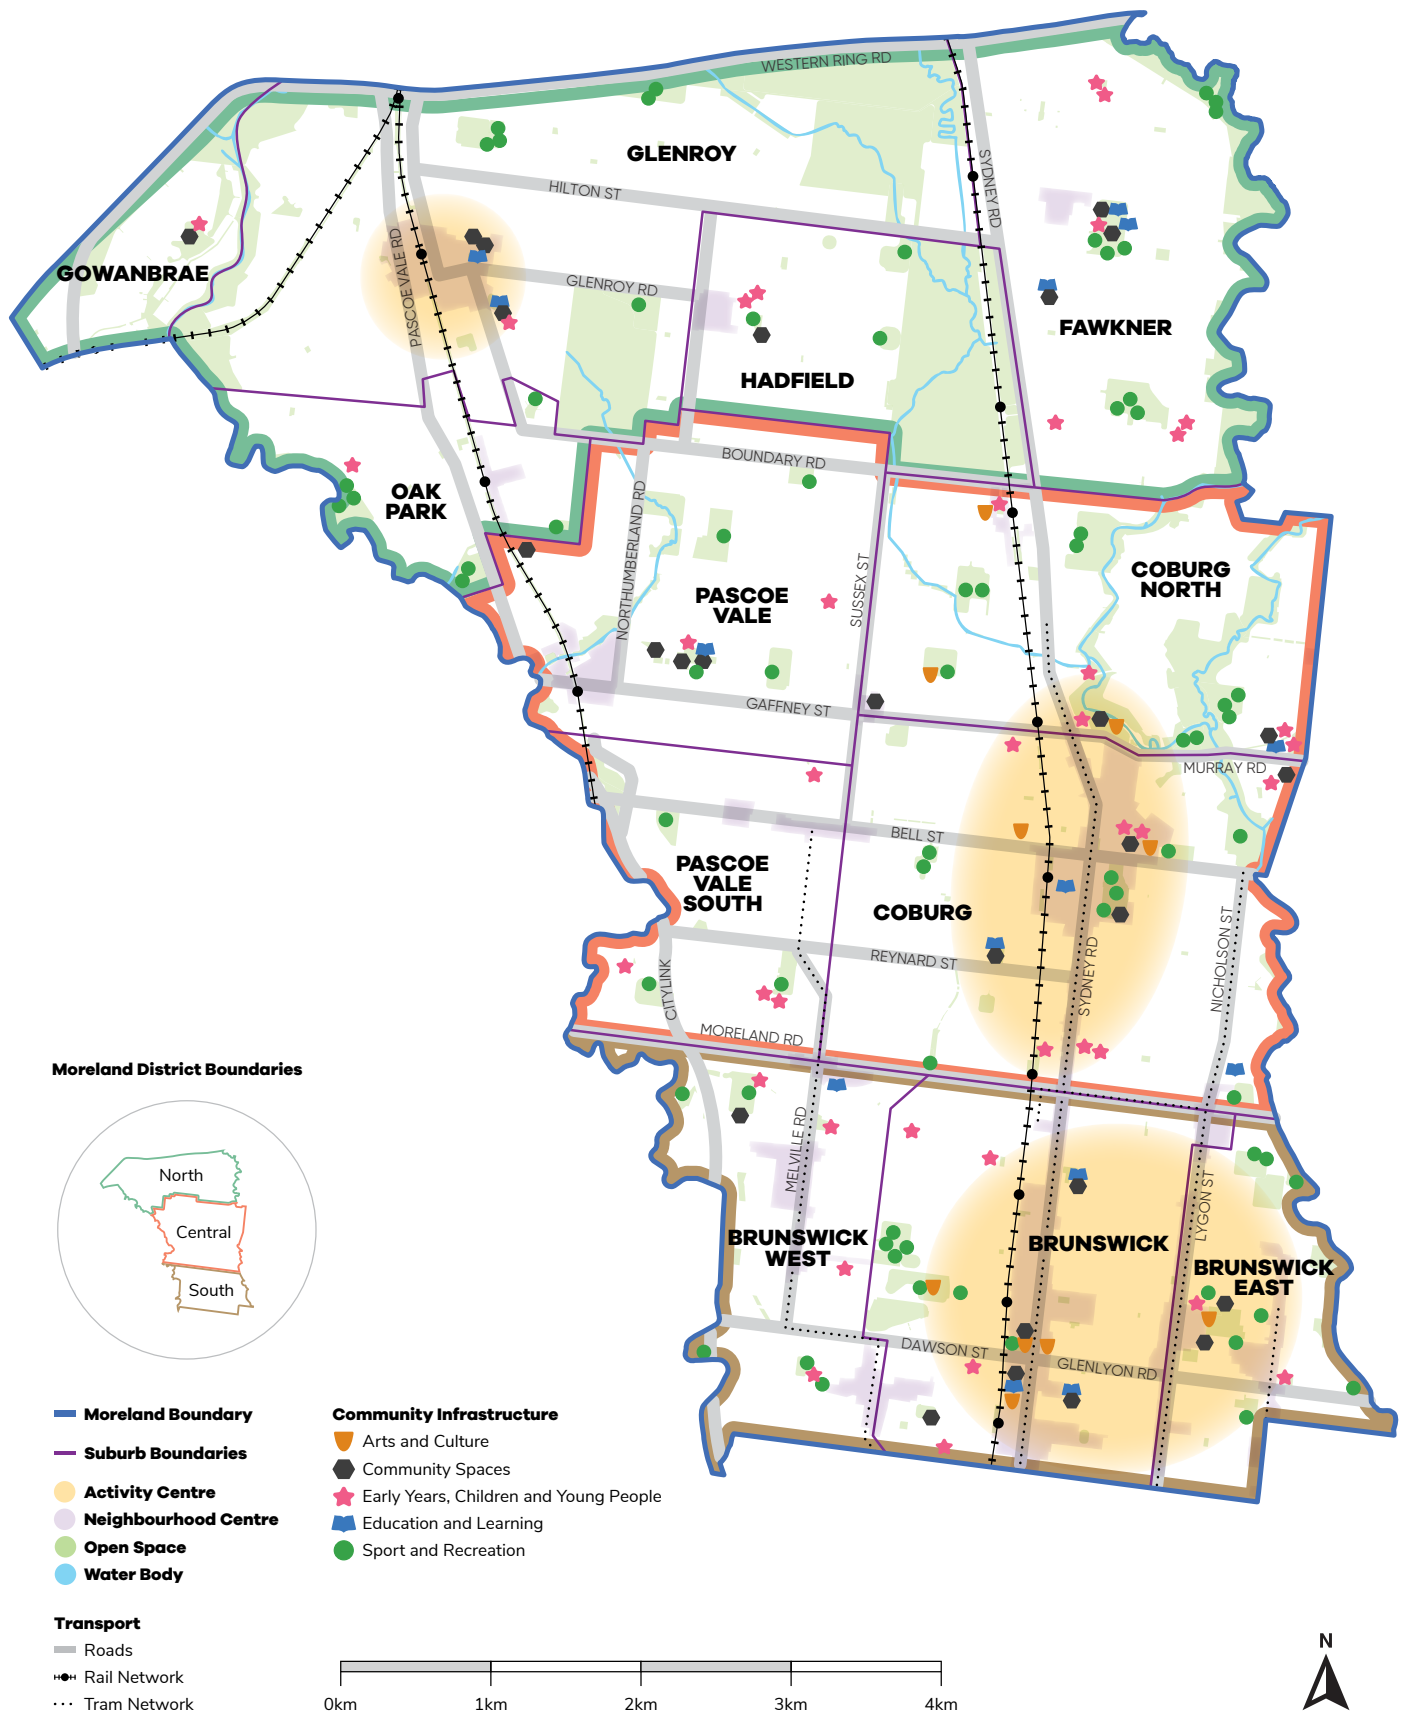 WESTERN RING RD
GLENROY
SYDNEY RD
HILTON ST
GOWANBRAE
PASCOE VALE RD
GLENROY RD
FAWKNER
HADFIELD
BOUNDARY RD
OAK
PARK
NORTHUMBERLAND RD
SUSSEX ST
COBURG
NORTH
PASCOE
VALE
GAFFNEY ST
MURRAY RD
BELL ST
PASCOE
VALE
SOUTH
COBURG
REYNARD ST
SYDNEY RD
NICHOLSON ST
CITYLINK
MORELAND RD
MELVILLE RD
LYGON ST
BRUNSWICK
WEST
BRUNSWICK
BRUNSWICK
EAST
DAWSON ST
GLENLYON RD
Moreland District Boundaries
North
Central
South
Moreland Boundary
Suburb Boundaries
Activity Centre
Neighbourhood Centre
Open Space
Water Body
Transport
Roads
Rail Network
Tram Network
Community Infrastructure
Arts and Culture
Community Spaces
Early Years, Children and Young People
Education and Learning
Sport and Recreation
0km 1km 2km 3km 4km
N